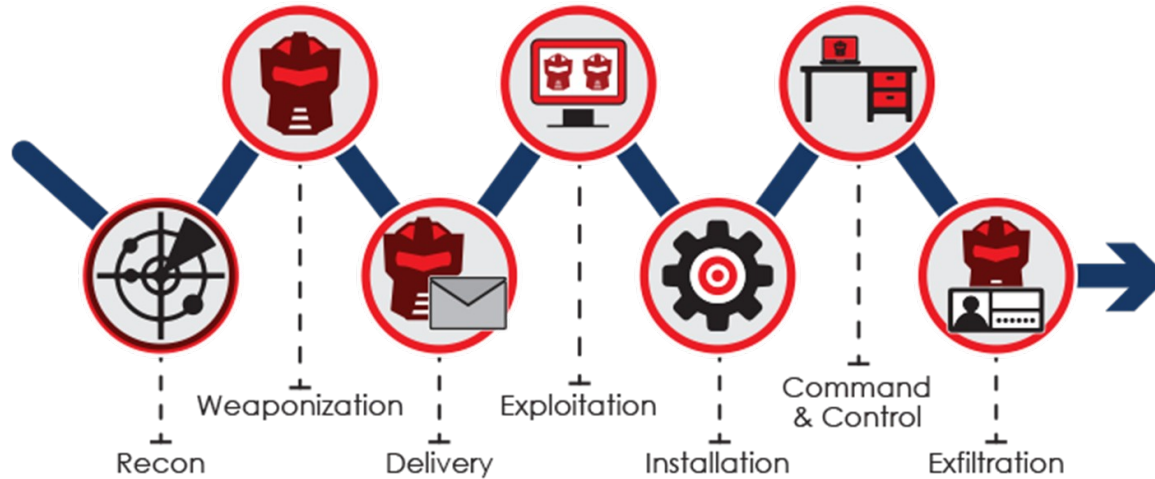 Recon
Weaponization
Delivery
Exploitation
Installation
Command
& Control
Exfiltration